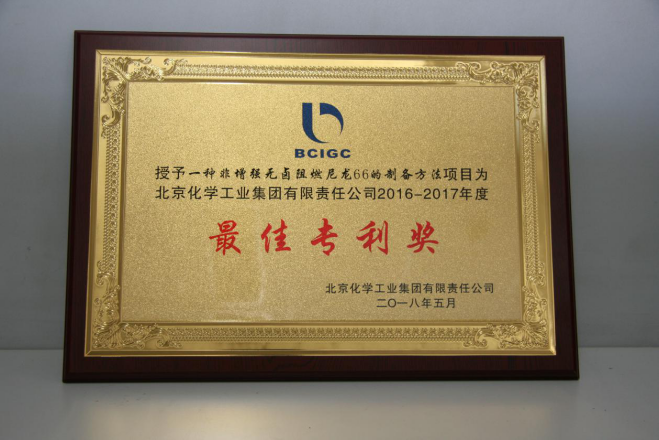 BCIGC
授予一种非增强无卤阻燃尼龙66的制备方法项目为
北京化学工业集团有限责任公司2016-2017年度
最佳专利奖
北京化学工业集团有限责任公司
二〇一八年五月